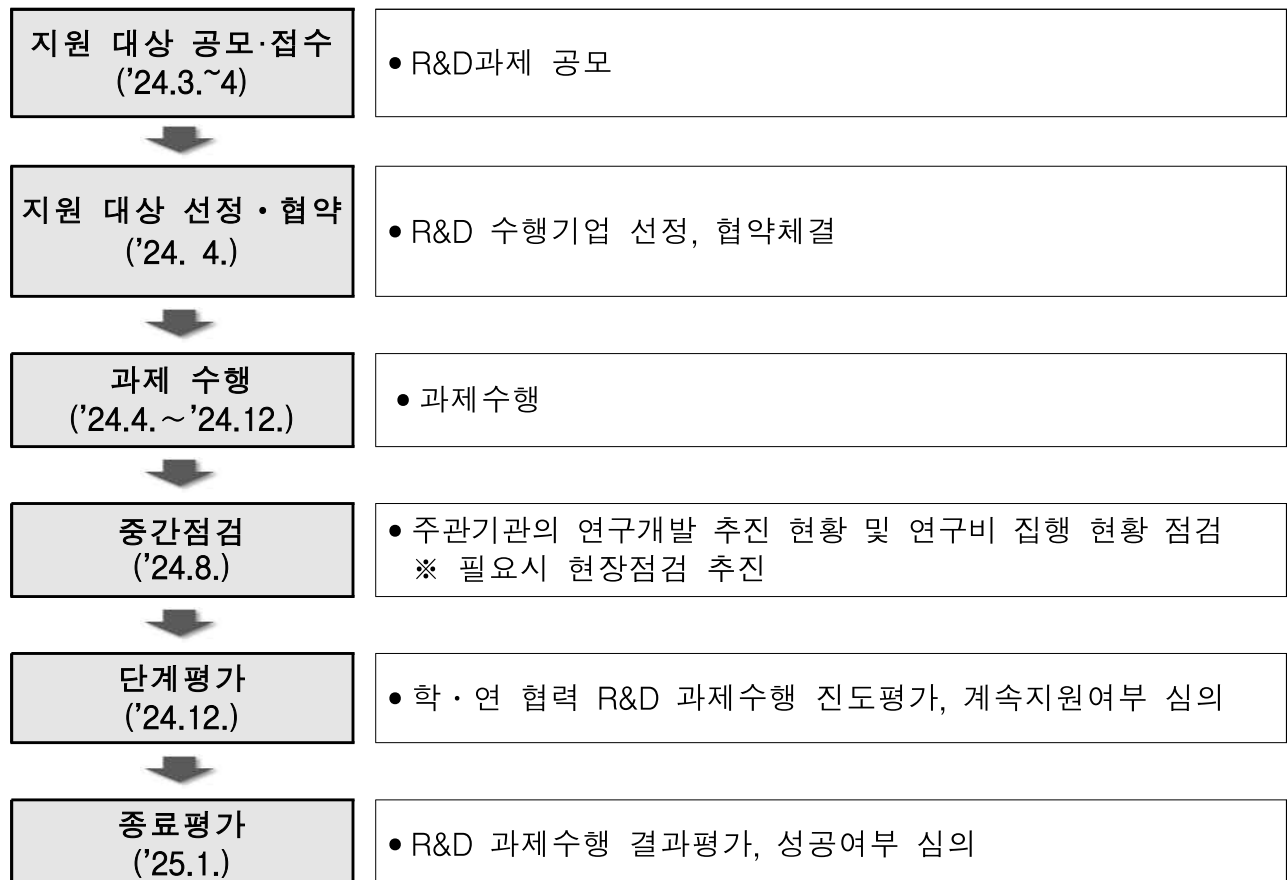 지원 대상 공모·접수
('24.3.~4)
• R&D과제 공모
지원 대상 선정·협약
('24. 4.)
• R&D 수행기업 선정, 협약체결
과제 수행
('24.4.∼'24.12.)
• 과제수행
중간점검
('24.8.)
• 주관기관의 연구개발 추진 현황 및 연구비 집행 현황 점검
※ 필요시 현장점검 추진
단계평가
('24.12.)
• 학·연 협력 R&D 과제수행 진도평가, 계속지원여부 심의
종료평가
('25.1.)
• R&D 과제수행 결과평가, 성공여부 심의